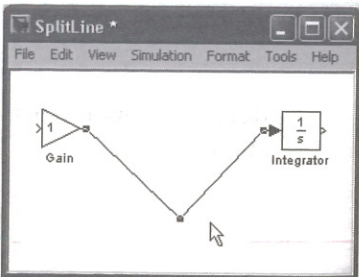 SplitLine *
File Edit View Simulation Format Tools Help
1
Gain
1
s
Integrator